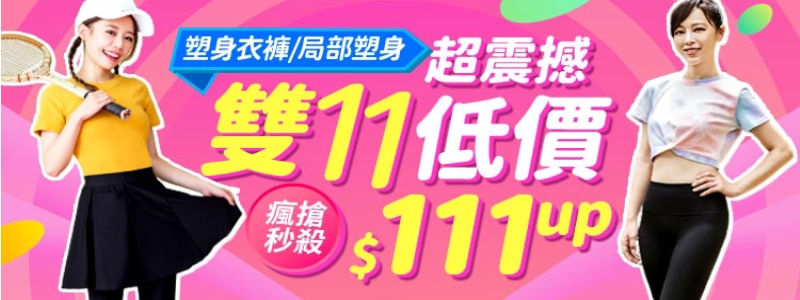 塑身衣褲/局部塑身
超震撼
雙11低價
瘋搶
秒殺
$111up